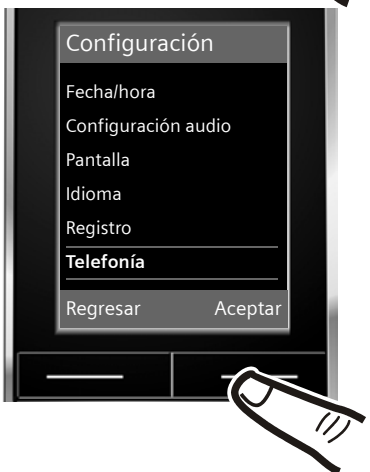 Configuración
Fecha/hora
Configuración audio
Pantalla
Idioma
Registro
Telefonía
Regresar Aceptar